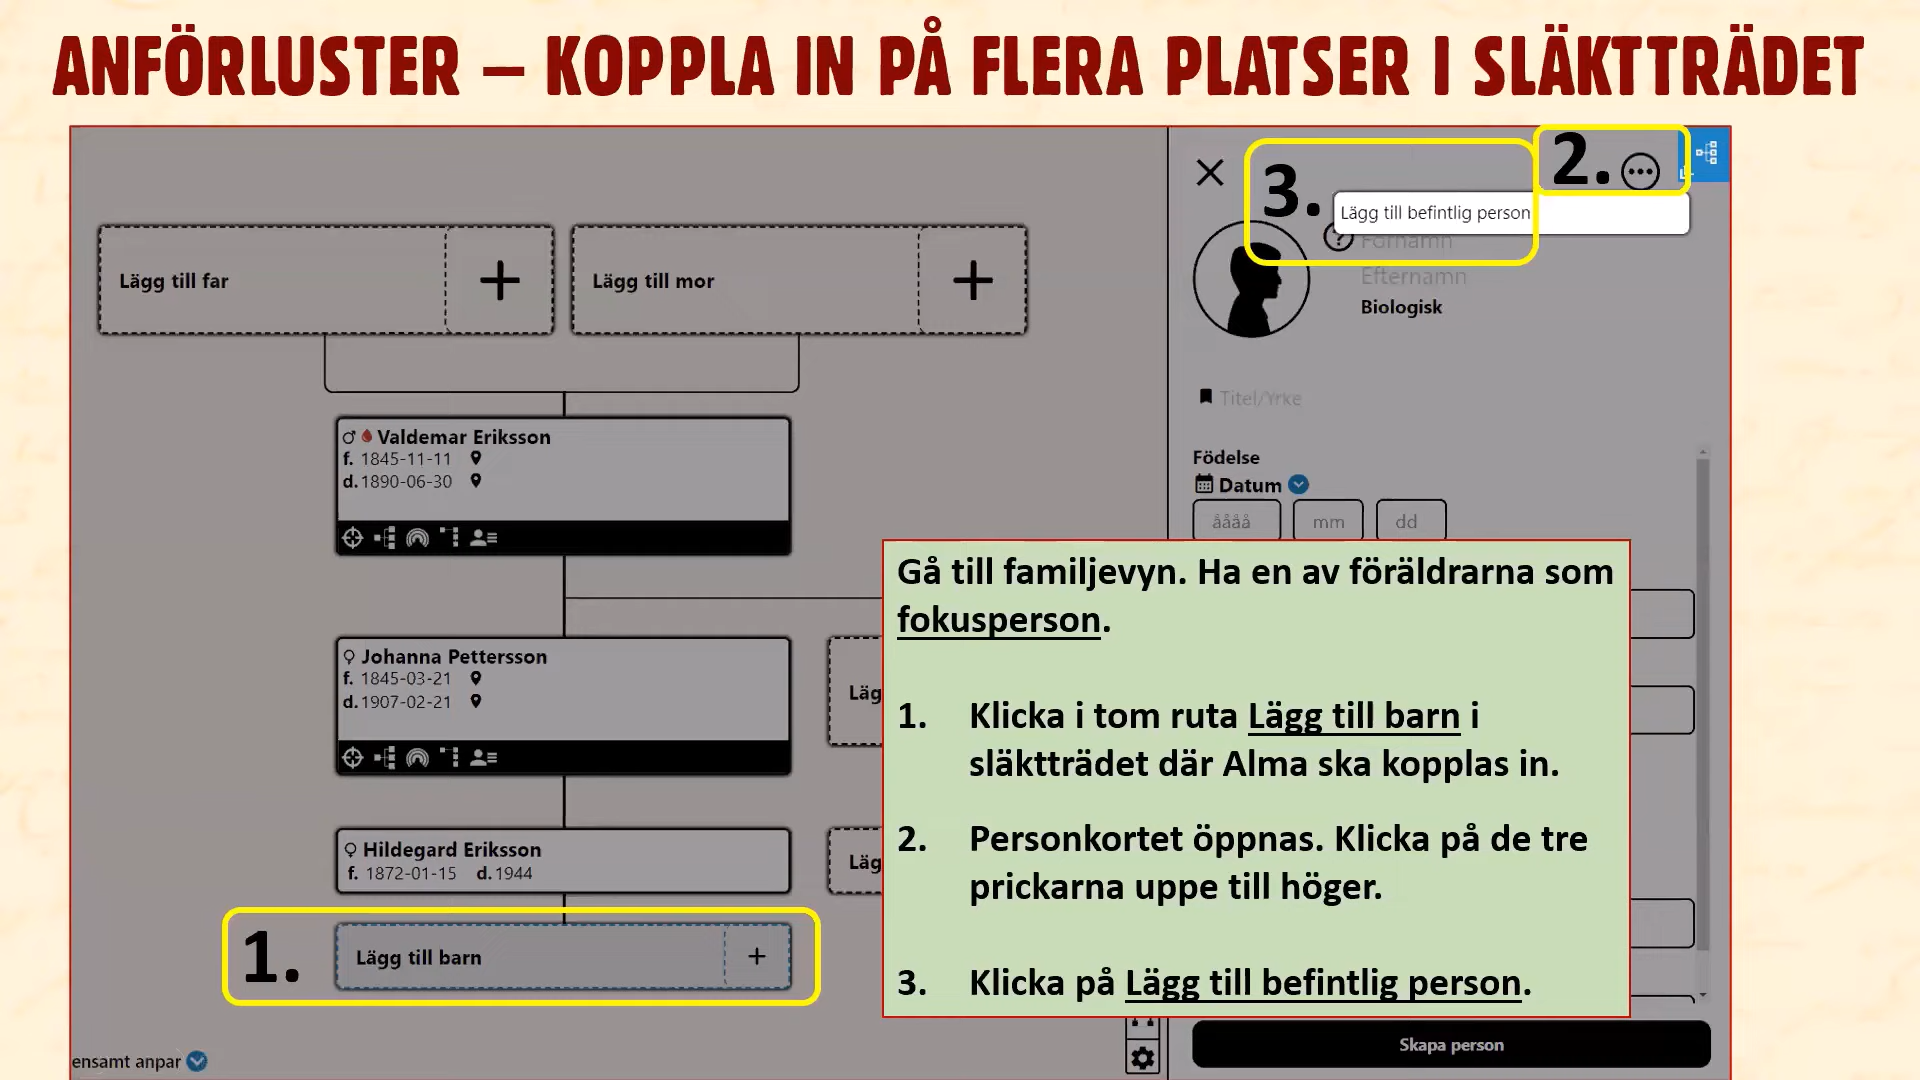 ANFÖRLUSTER – KOPPLA IN PÅ FLERA PLATSER I SLÄKTTRÄDET
Lägg till far
Lägg till mor
Valdemar Eriksson
f. 1845-11-11
d. 1890-06-30
Johanna Pettersson
f. 1845-03-21
d. 1907-02-21
Läg
Hildegard Eriksson
f. 1872-01-15 d. 1944
Läg
1.
Lägg till barn
ensamt anpar
2.
3.
Lägg till befintlig person
Förnamn
Efternamn
Biologisk
Titel/Yrke
Födelse
Datum
åååå mm dd
Gå till familjevyn. Ha en av föräldrarna som
fokusperson.
1. Klicka i tom ruta Lägg till barn i
släktträdet där Alma ska kopplas in.
2. Personkortet öppnas. Klicka på de tre
prickarna uppe till höger.
3. Klicka på Lägg till befintlig person.
Skapa person